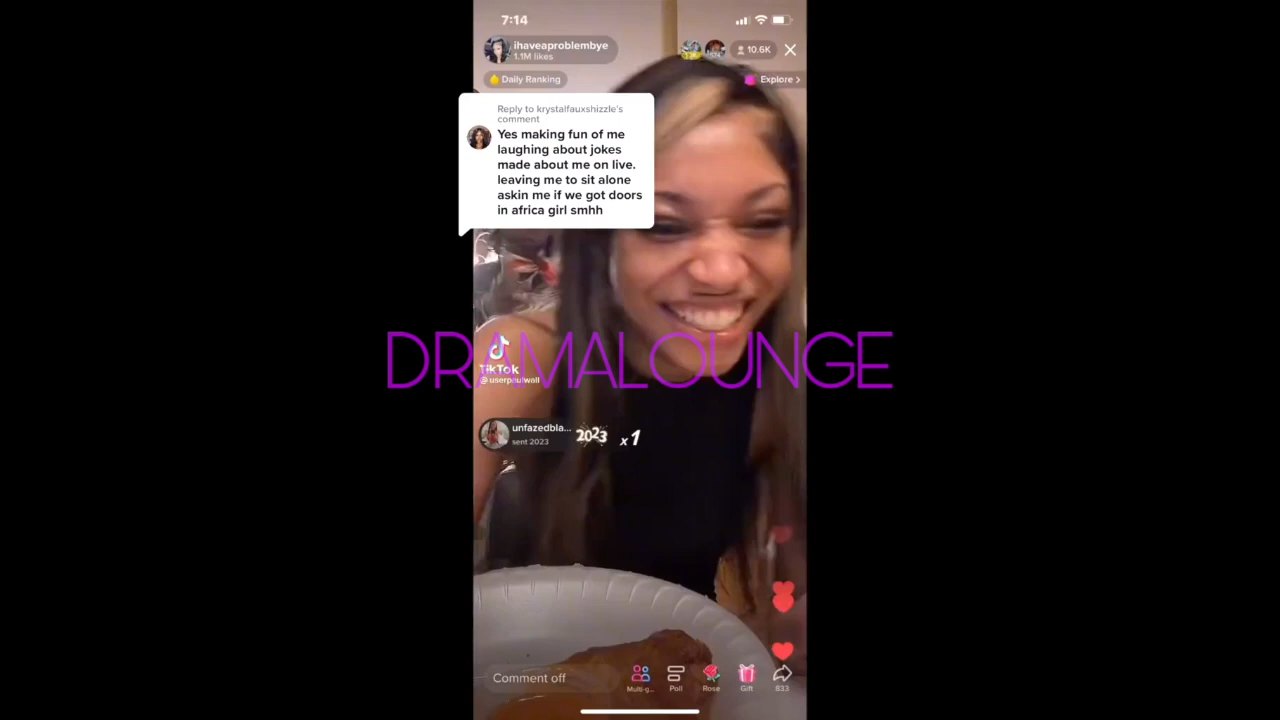 7:14
ihaveaproblembye
1.1M likes
10.6K
Daily Ranking
Explore >
Reply to krystalfauxshizzle's
comment
Yes making fun of me
laughing about jokes
made about me on live.
leaving me to sit alone
askin me if we got doors
in africa girl smhh
DRAMALOUNGE
TikTok
unfazedbla...
sent 2023
2023 x1
Comment off
Multi-g...
Poll
Rose
Gift
833